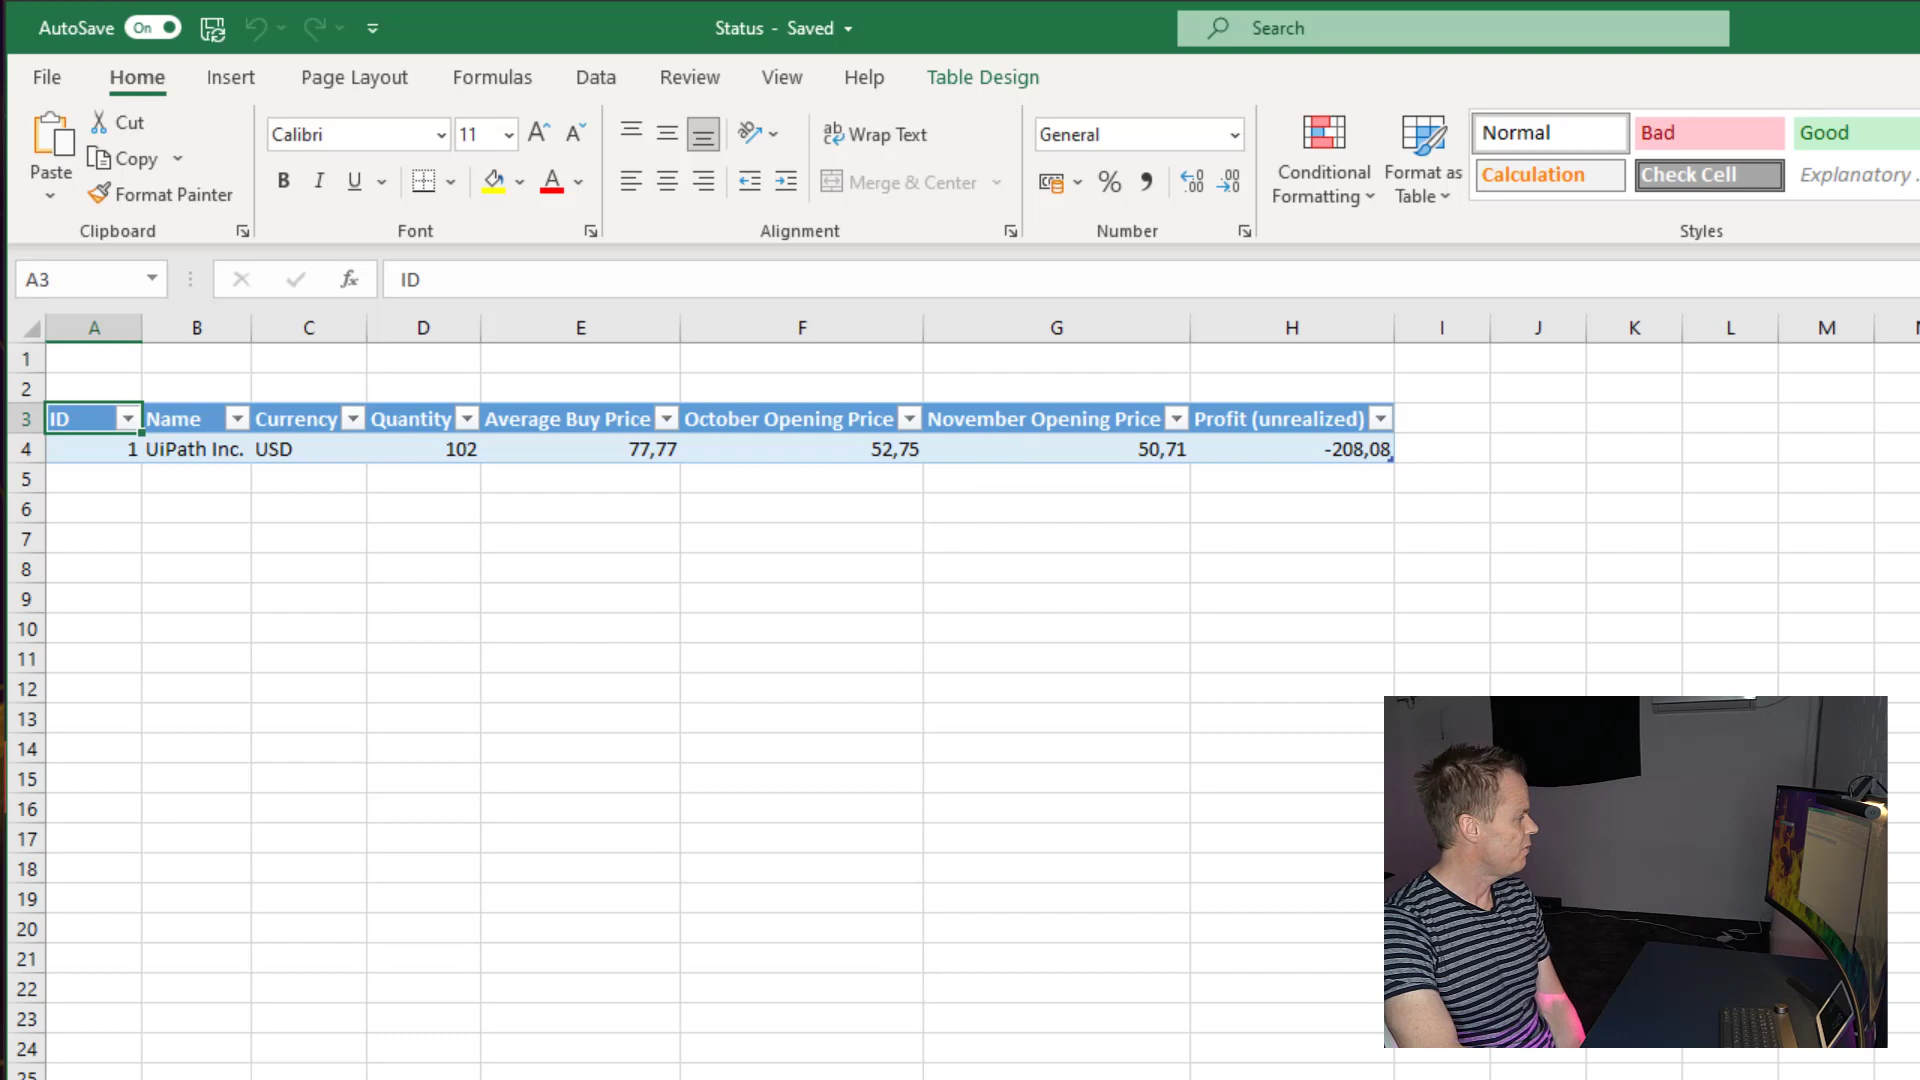 AutoSave On Status - Saved Search
File Home Insert Page Layout Formulas Data Review View Help Table Design
Paste
Cut
Copy
Format Painter
Clipboard
Calibri 11
B I U
Font
Wrap Text
Merge & Center
Alignment
General
Number
Conditional Formatting
Format as Table
Normal Bad Good
Calculation Check Cell Explanatory ...
Styles
A3 fx ID
A B C D E F G H I J K L M
1
2
3 ID Name Currency Quantity Average Buy Price October Opening Price November Opening Price Profit (unrealized)
4 1 UiPath Inc. USD 102 77,77 52,75 50,71 -208,08
5
6
7
8
9
10
11
12
13
14
15
16
17
18
19
20
21
22
23
24
25